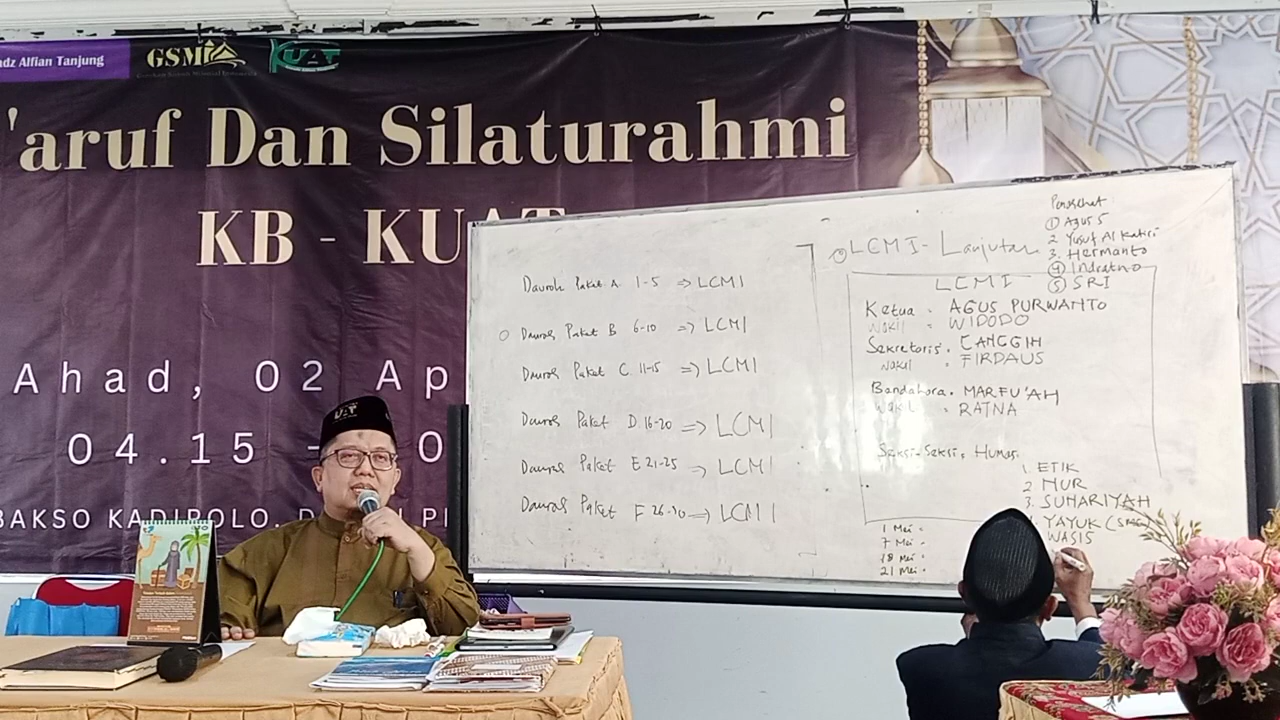 dz Alfian Tanjung
GSMI
KUAT
'aruf Dan Silaturahmi
KB - KUAT
Ahad, 02 Ap
04.15 -
BAKSO KADIPOLO, D
UAT
Dauroh Paket A 1-5 => LCMI
Dauroh Paket B 6-10 => LCMI
Dauroh Paket C 11-15 => LCMI
Dauroh Paket D 16-20 => LCMI
Dauroh Paket E 21-25 => LCMI
Dauroh Paket F 26-30 => LCMI
LCMI - Lanjutan
Penasehat
1 Agus S
2 Yusuf Al Katiri
3. Hermanto
4 Indratno
5 SRI
LCMI
Ketua : AGUS PURWANTO
Wakil : WIDODO
Sekretaris : CANGGIH
Wakil : FIRDAUS
Bandahara : MARFU'AH
Wakil : RATNA
Seksi-Seksi, Humas
1. ETIK
2 NUR
3. SUHARIYAH
YAYUK (SMG)
WASIS
1 Mei :
7 Mei :
18 Mei :
21 Mei :